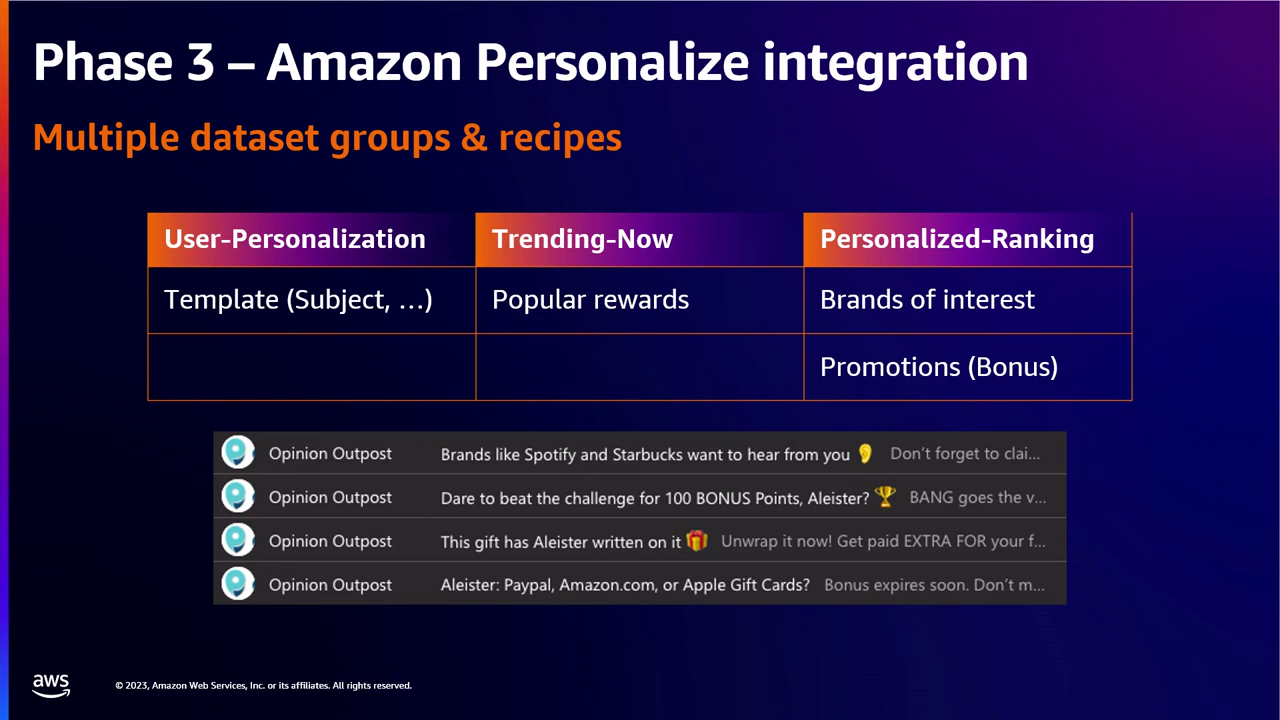 Phase 3 – Amazon Personalize integration
Multiple dataset groups & recipes
User-Personalization Trending-Now Personalized-Ranking
Template (Subject, …) Popular rewards Brands of interest
Promotions (Bonus)
Opinion Outpost Brands like Spotify and Starbucks want to hear from you 👂 Don't forget to clai...
Opinion Outpost Dare to beat the challenge for 100 BONUS Points, Aleister? 🏆 BANG goes the v...
Opinion Outpost This gift has Aleister written on it 🎁 Unwrap it now! Get paid EXTRA FOR your f...
Opinion Outpost Aleister: Paypal, Amazon.com, or Apple Gift Cards? Bonus expires soon. Don't m...
aws © 2023, Amazon Web Services, Inc. or its affiliates. All rights reserved.